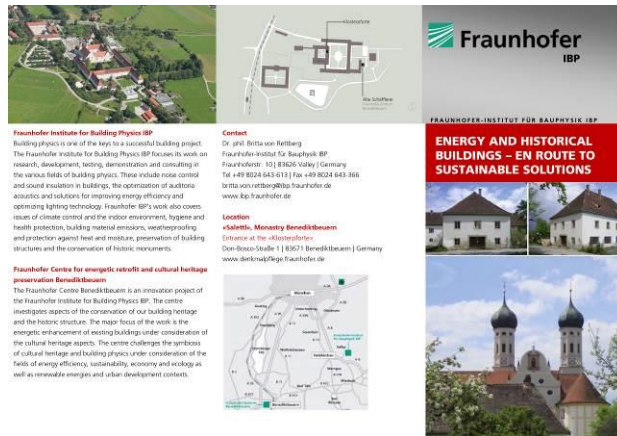 Fraunhofer Institute for Building Physics IBP
Building physics is one of the keys to a successful building project.
The Fraunhofer Institute for Building Physics IBP focuses its work on
research, development, testing, demonstration and consulting in
the various fields of building physics. These include noise control
and sound insulation in buildings, the optimization of auditoria
acoustics and solutions for improving energy efficiency and
optimizing lighting technology. Fraunhofer IBP's work also covers
issues of climate control and the indoor environment, hygiene and
health protection, building material emissions, weatherproofing
and protection against heat and moisture, preservation of building
structures and the conservation of historic monuments.
Fraunhofer Centre for energetic retrofit and cultural heritage
preservation Benediktbeuern
The Fraunhofer Centre Benediktbeuern is an innovation project of
the Fraunhofer Institute for Building Physics IBP. The centre
investigates aspects of the conservation of our building heritage
and the historic structure. The major focus of the work is the
energetic enhancement of existing buildings under consideration of
the cultural heritage aspects. The centre challenges the symbiosis
of cultural heritage and building physics under consideration of the
fields of energy efficiency, sustainability, economy and ecology as
well as renewable energies and urban development contexts.
Klosterpforte
Alte Schäfflerei
Contact
Dr. phil. Britta von Rettberg
Fraunhofer-Institut für Bauphysik IBP
Fraunhoferstr. 10 | 83626 Valley | Germany
Tel +49 8024 643-613 | Fax +49 8024 643-366
britta.von.rettberg@ibp.fraunhofer.de
www.ibp.fraunhofer.de
Location
»Salettl«, Monastry Benediktbeuern
Entrance at the »Klosterpforte«
Don-Bosco-Straße 1 | 83671 Benediktbeuern | Germany
www.denkmalpflege.fraunhofer.de
München
Valley
Holzkirchen
Wolfratshausen
Bad Tölz
Benediktbeuern
Fraunhofer
IBP
FRAUNHOFER-INSTITUT FÜR BAUPHYSIK IBP
ENERGY AND HISTORICAL
BUILDINGS – EN ROUTE TO
SUSTAINABLE SOLUTIONS